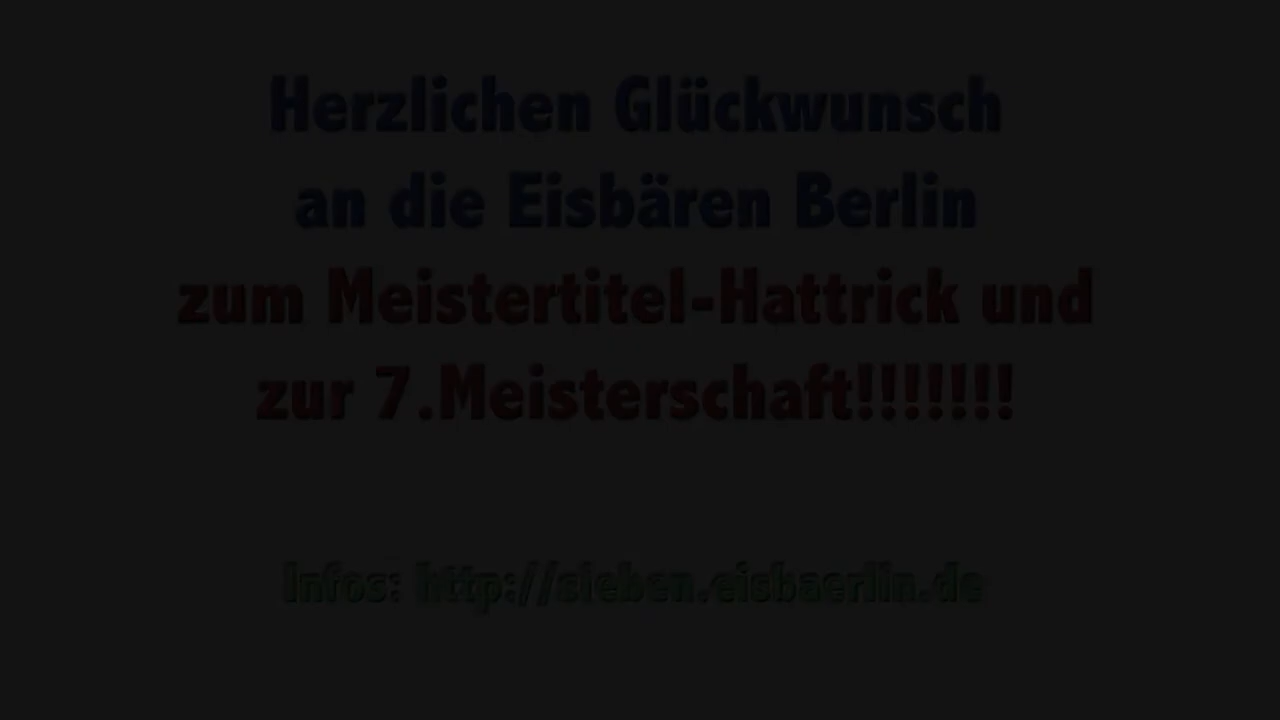 Herzlichen Glückwunsch
an die Eisbären Berlin
zum Meistertitel-Hattrick und
zur 7.Meisterschaft!!!!!!!
Infos: http://sieben.eisbaerlin.de